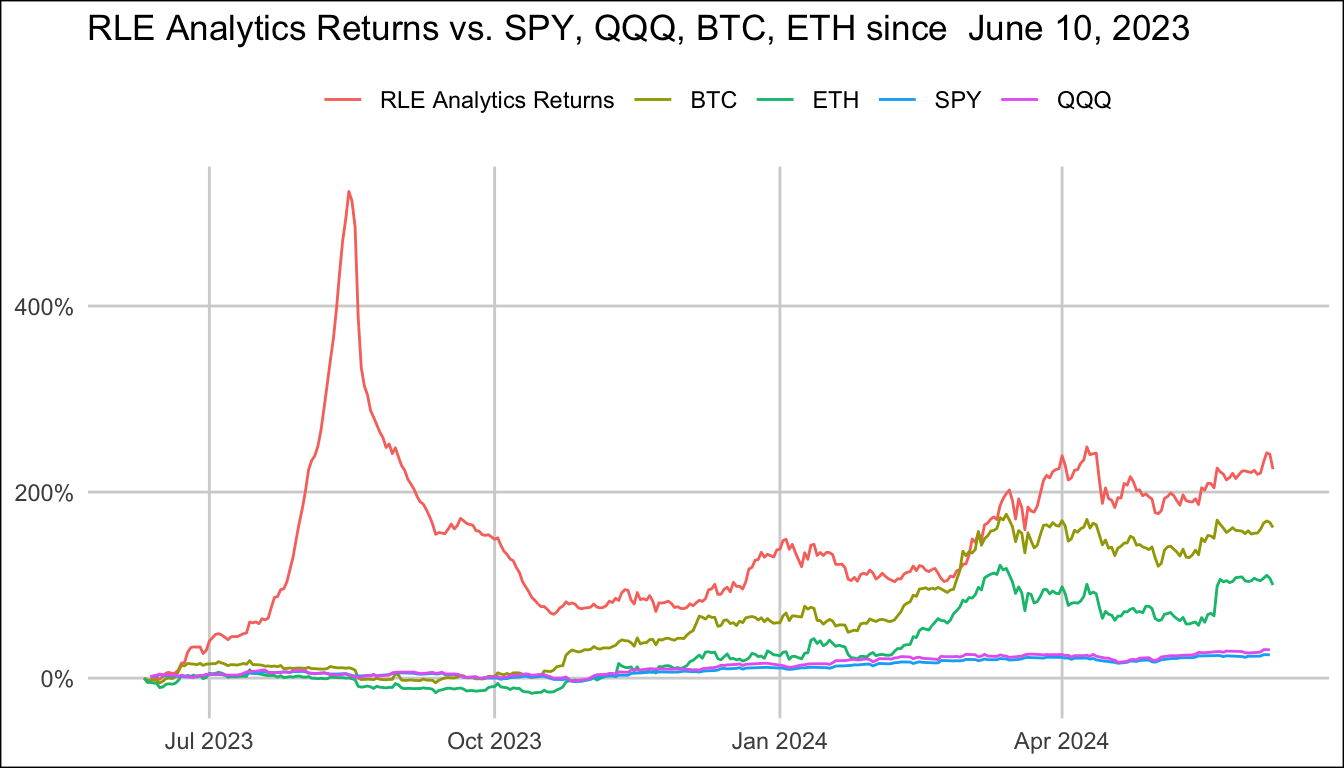 RLE Analytics Returns vs. SPY, QQQ, BTC, ETH since  June 10, 2023
RLE Analytics Returns BTC ETH SPY QQQ
400%
200%
0%
Jul 2023 Oct 2023 Jan 2024 Apr 2024